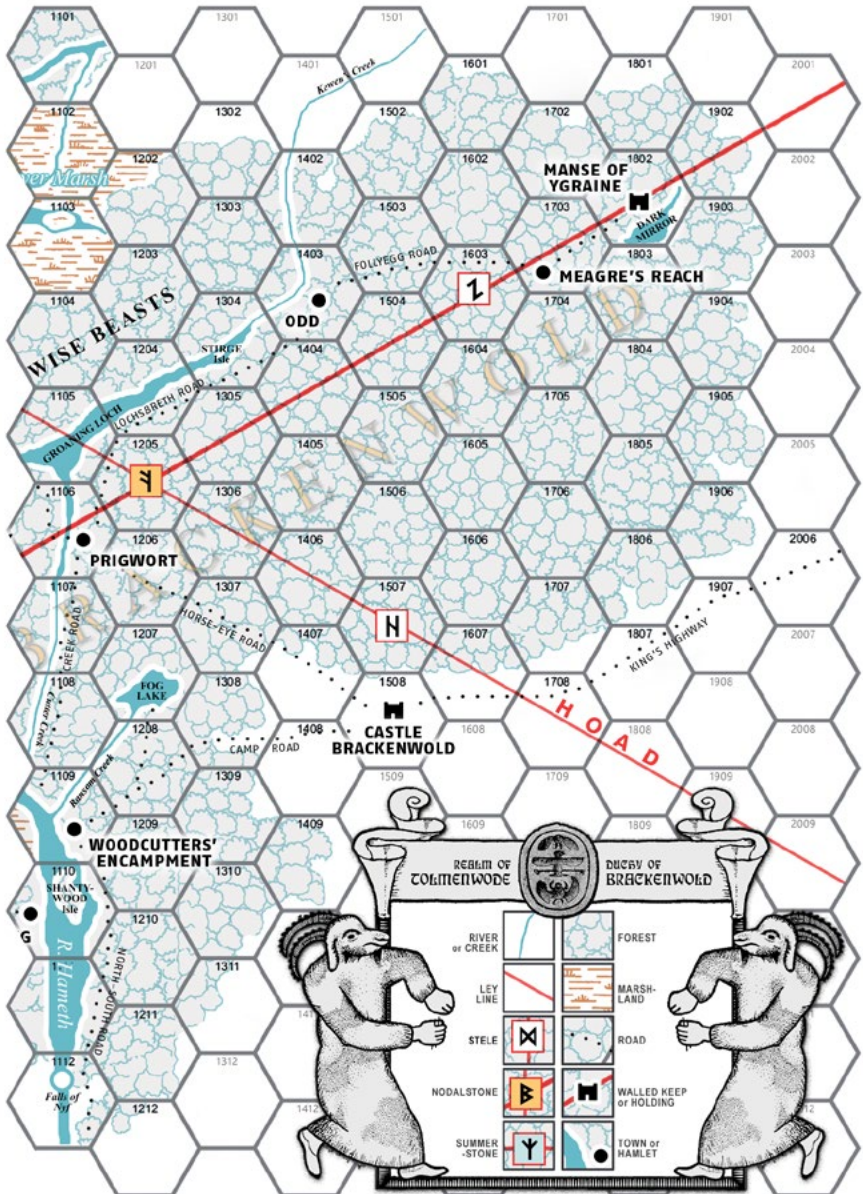 1101 1301 1501 1701 1901
1201 1401 1601 1801 2001
Kewen's Creek
1102 1302 1502 1702 1902
1202 1402 1602 1802 2002
MANSE OF
YGRAINE
ver Marsh
1103 1303 1503 1703 1903
DARK
MIRROR
1203 1403 1603 1803 2003
FOLLYEGG ROAD
MEAGRE'S REACH
1104 1304 1504 1704 1904
ODD
WISE BEASTS
1204 1404 1604 1804 2004
STIRGE
Isle
1105 1305 1505 1705 1905
LOCHSBRETH ROAD
GROANING LOCH
1205 1405 1605 1805 2005
BRACKENWOLD
1106 1306 1506 1706 1906
1206 1406 1606 1806 2006
PRIGWORT
1107 1307 1507 1707 1907
HORSE-EYE ROAD
CREEK ROAD
1207 1407 1607 1807 2007
KING'S HIGHWAY
1108 1308 1508 1708 1908
FOG
LAKE
1208 1408 1608 1808 2008
CASTLE
BRACKENWOLD
CAMP ROAD
HOAD
Ransom Creek
1109 1309 1509 1709 1909
1209 1409 1609 1809 2009
WOODCUTTERS'
ENCAMPMENT
1110 1310
SHANTY-
WOOD
Isle
G
1210
R. Hameth
NORTH-SOUTH ROAD
1311
1211
1112 1312
Falls of
Nyf
1212
REALM OF
TOLMENWODE
DUCHY OF
BRACKENWOLD
RIVER
or CREEK
FOREST
LEY
LINE
MARSH-
LAND
STELE
ROAD
NODALSTONE
WALLED KEEP
or HOLDING
SUMMER
-STONE
TOWN or
HAMLET